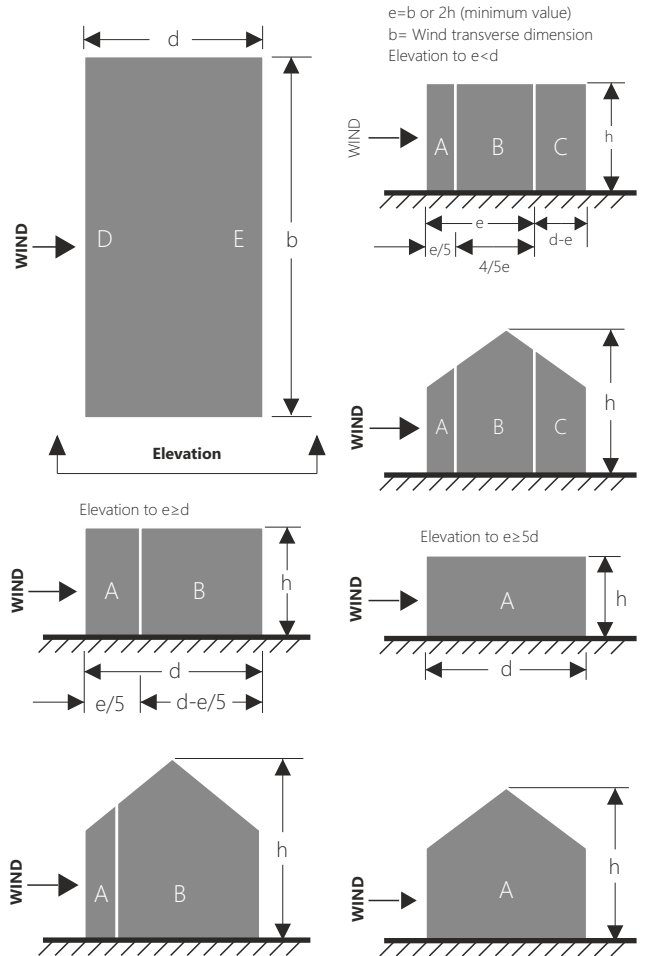 d
WIND
D
E
b
Elevation
e=b or 2h (minimum value)
b= Wind transverse dimension
Elevation to e<d
WIND
A
B
C
h
e
d-e
e/5
4/5e
WIND
A
B
C
h
Elevation to e≥d
WIND
A
B
h
d
e/5
d-e/5
Elevation to e≥5d
WIND
A
h
d
WIND
A
B
h
WIND
A
h